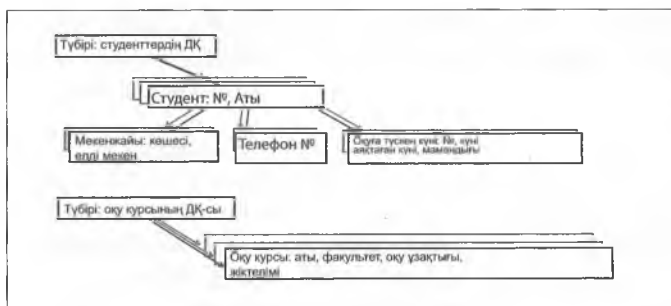 Түбірі: студенттердің ДҚ
Студент: №, Аты
Мекенжайы: көшесі,
елді мекен
Телефон №
Оқуға түскен күні: №, күні
аяқтаған күні, мамандығы
Түбірі: оқу курсының ДҚ-сы
Оқу курсы: аты, факультет, оқу ұзақтығы,
жіктелімі